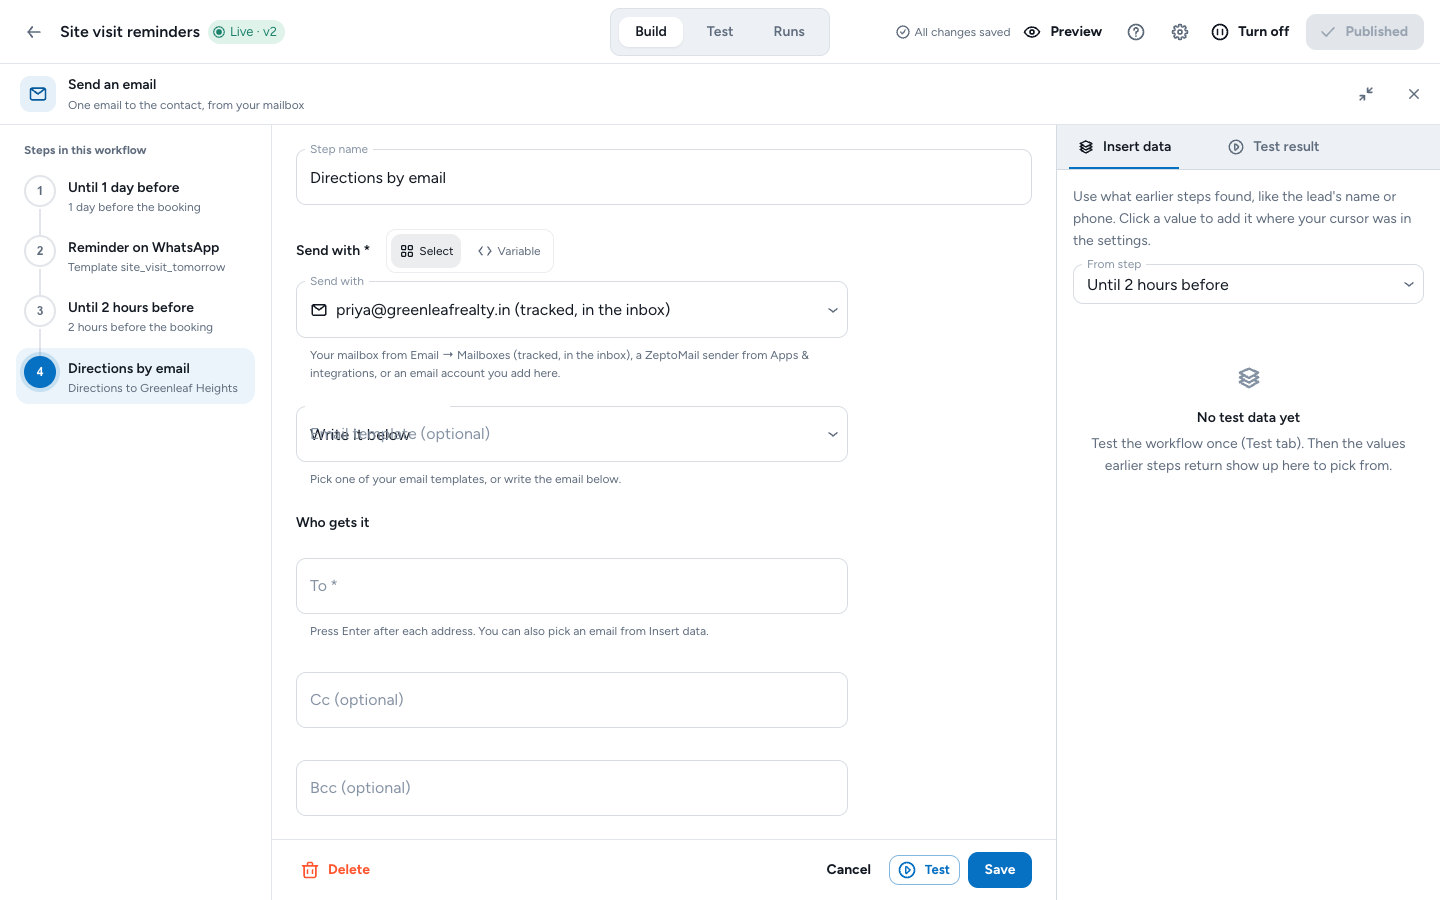 Site visit reminders
Live · v2
Build
Test
Runs
All changes saved
Preview
Turn off
Published
Send an email
One email to the contact, from your mailbox
Steps in this workflow
1
Until 1 day before
1 day before the booking
2
Reminder on WhatsApp
Template site_visit_tomorrow
3
Until 2 hours before
2 hours before the booking
4
Directions by email
Directions to Greenleaf Heights
Step name
Directions by email
Send with *
Select
Variable
Send with
priya@greenleafrealty.in (tracked, in the inbox)
Your mailbox from Email → Mailboxes (tracked, in the inbox), a ZeptoMail sender from Apps &
integrations, or an email account you add here.
Email template (optional)
Write it below
Pick one of your email templates, or write the email below.
Who gets it
To *
Press Enter after each address. You can also pick an email from Insert data.
Cc (optional)
Bcc (optional)
Delete
Cancel
Test
Save
Insert data
Test result
Use what earlier steps found, like the lead's name or
phone. Click a value to add it where your cursor was in
the settings.
From step
Until 2 hours before
No test data yet
Test the workflow once (Test tab). Then the values
earlier steps return show up here to pick from.